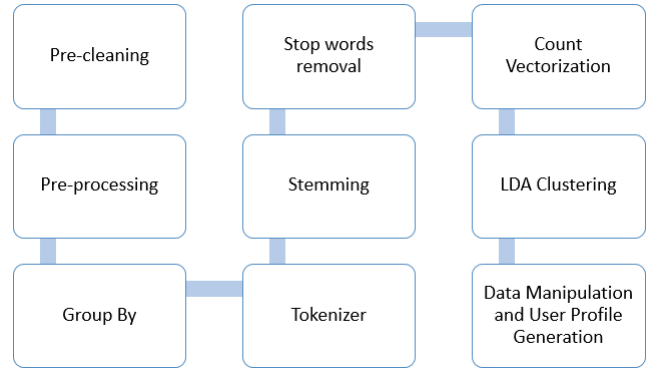 Pre-cleaning
Pre-processing
Group By
Tokenizer
Stemming
Stop words
removal
Count
Vectorization
LDA Clustering
Data Manipulation
and User Profile
Generation